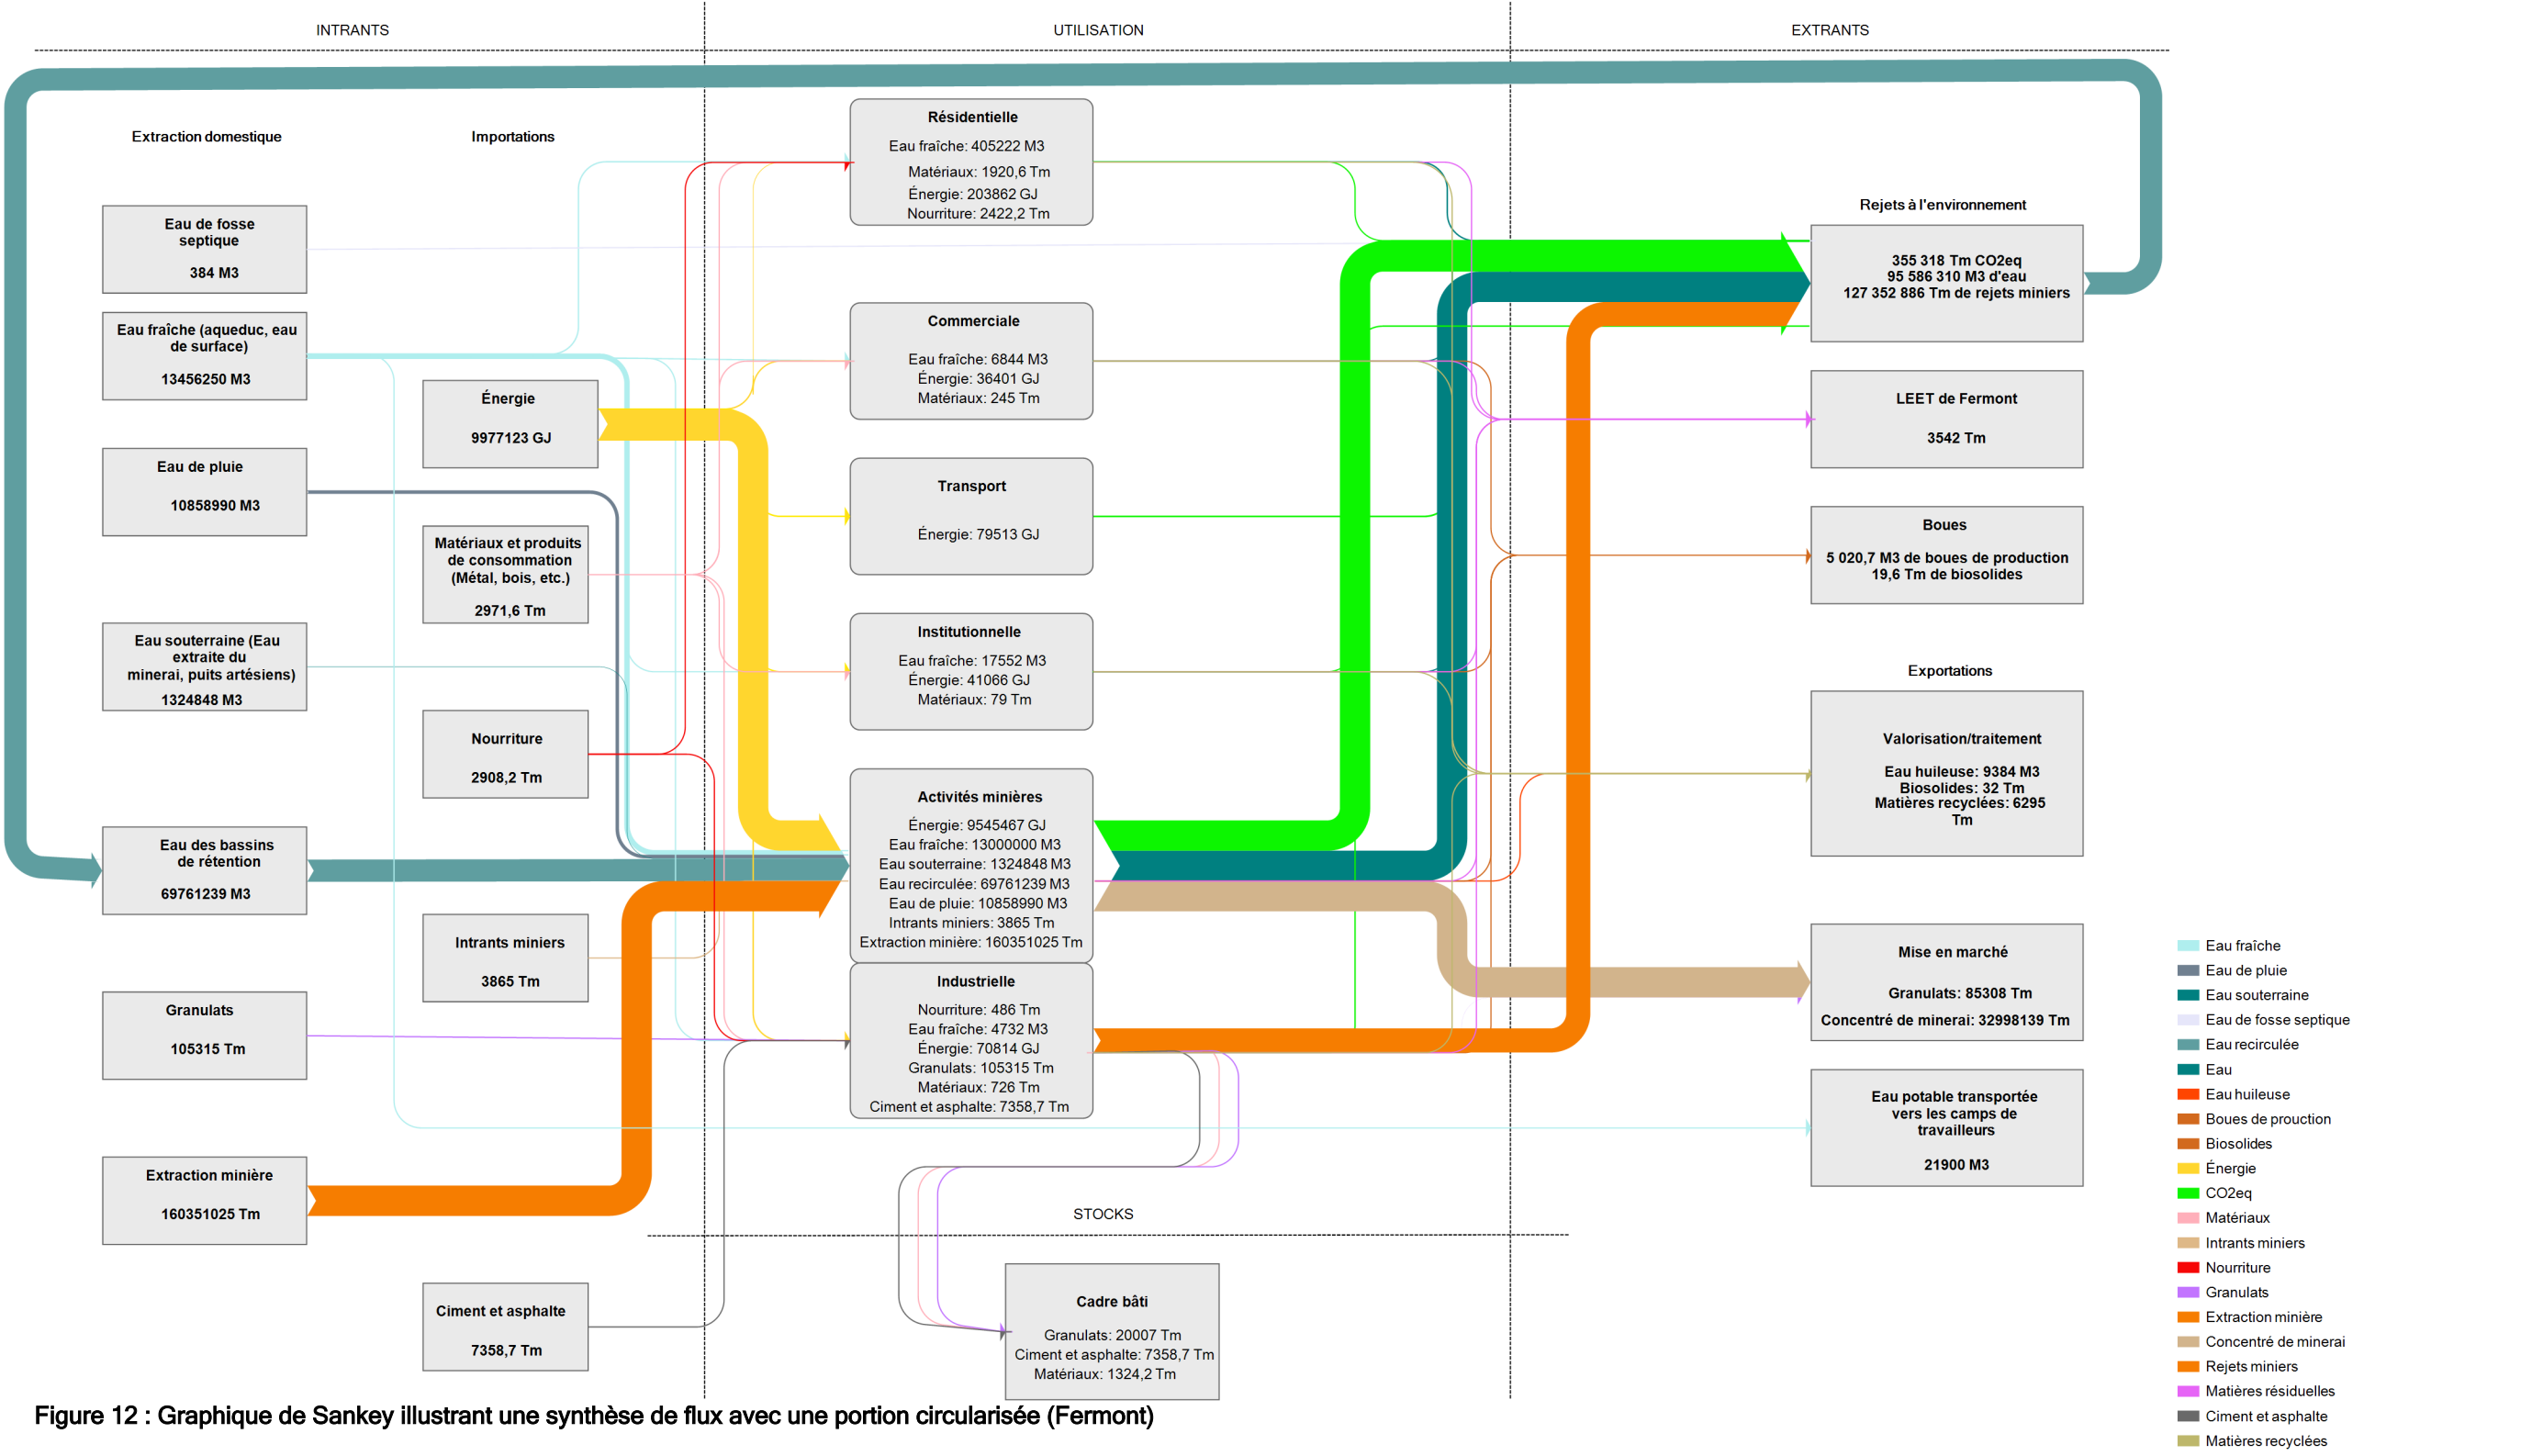 INTRANTS
UTILISATION
EXTRANTS
Extraction domestique
Importations
Eau de fosse
septique
384 M3
Eau fraîche (aqueduc, eau
de surface)
13456250 M3
Eau de pluie
10858990 M3
Eau souterraine (Eau
extraite du
minerai, puits artésiens)
1324848 M3
Eau des bassins
de rétention
69761239 M3
Granulats
105315 Tm
Extraction minière
160351025 Tm
Énergie
9977123 GJ
Matériaux et produits
de consommation
(Métal, bois, etc.)
2971,6 Tm
Nourriture
2908,2 Tm
Intrants miniers
3865 Tm
Ciment et asphalte
7358,7 Tm
Résidentielle
Eau fraîche: 405222 M3
Matériaux: 1920,6 Tm
Énergie: 203862 GJ
Nourriture: 2422,2 Tm
Commerciale
Eau fraîche: 6844 M3
Énergie: 36401 GJ
Matériaux: 245 Tm
Transport
Énergie: 79513 GJ
Institutionnelle
Eau fraîche: 17552 M3
Énergie: 41066 GJ
Matériaux: 79 Tm
Activités minières
Énergie: 9545467 GJ
Eau fraîche: 13000000 M3
Eau souterraine: 1324848 M3
Eau recirculée: 69761239 M3
Eau de pluie: 10858990 M3
Intrants miniers: 3865 Tm
Extraction minière: 160351025 Tm
Industrielle
Nourriture: 486 Tm
Eau fraîche: 4732 M3
Énergie: 70814 GJ
Granulats: 105315 Tm
Matériaux: 726 Tm
Ciment et asphalte: 7358,7 Tm
STOCKS
Cadre bâti
Granulats: 20007 Tm
Ciment et asphalte: 7358,7 Tm
Matériaux: 1324,2 Tm
Rejets à l'environnement
355 318 Tm CO2eq
95 586 310 M3 d'eau
127 352 886 Tm de rejets miniers
LEET de Fermont
3542 Tm
Boues
5 020,7 M3 de boues de production
19,6 Tm de biosolides
Exportations
Valorisation/traitement
Eau huileuse: 9384 M3
Biosolides: 32 Tm
Matières recyclées: 6295
Tm
Mise en marché
Granulats: 85308 Tm
Concentré de minerai: 32998139 Tm
Eau potable transportée
vers les camps de
travailleurs
21900 M3
Eau fraîche
Eau de pluie
Eau souterraine
Eau de fosse septique
Eau recirculée
Eau
Eau huileuse
Boues de prouction
Biosolides
Énergie
CO2eq
Matériaux
Intrants miniers
Nourriture
Granulats
Extraction minière
Concentré de minerai
Rejets miniers
Matières résiduelles
Ciment et asphalte
Matières recyclées
Figure 12 : Graphique de Sankey illustrant une synthèse de flux avec une portion circularisée (Fermont)